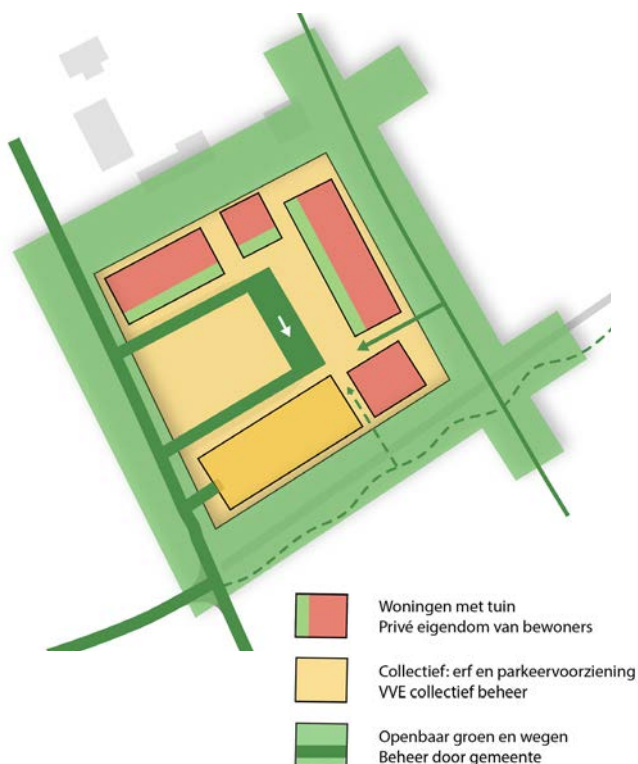 Woningen met tuin
Privé eigendom van bewoners
Collectief: erf en parkeervoorziening
VVE collectief beheer
Openbaar groen en wegen
Beheer door gemeente